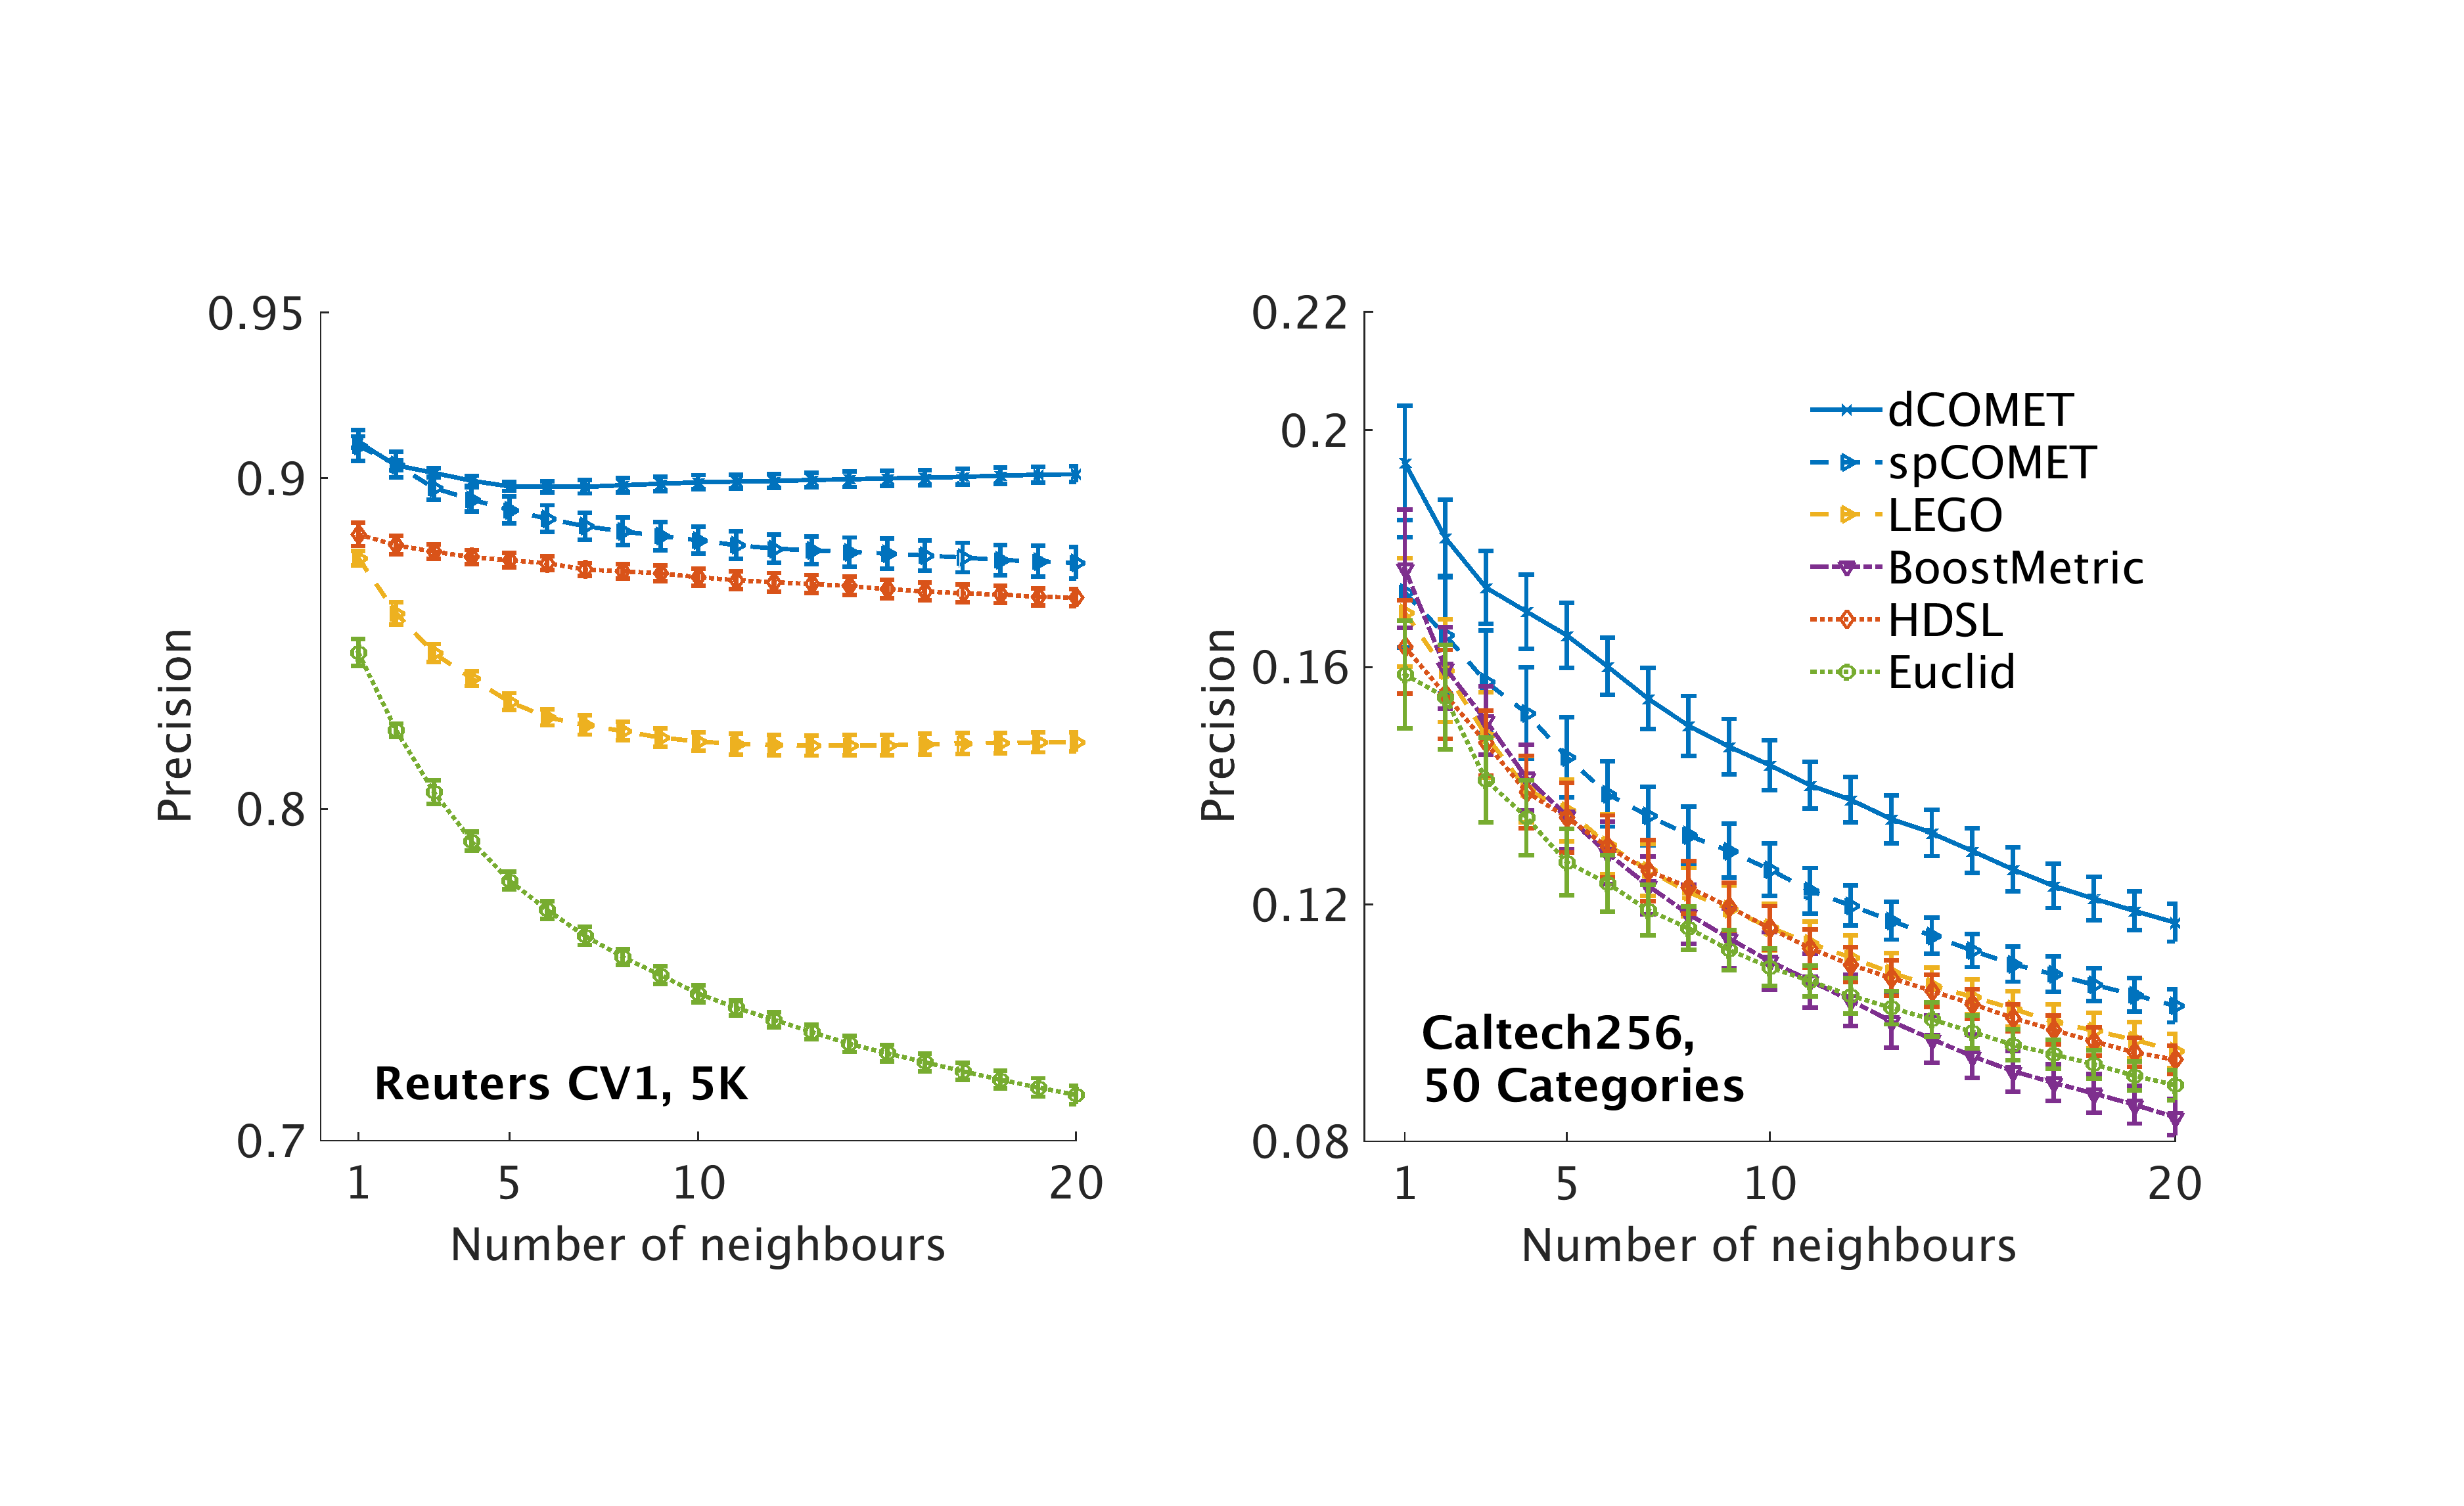 0.95
0.9
0.8
0.7
Precision
1 5 10 20
Number of neighbours
Reuters CV1, 5K
0.22
0.2
0.16
0.12
0.08
Precision
1 5 10 20
Number of neighbours
dCOMET
spCOMET
LEGO
BoostMetric
HDSL
Euclid
Caltech256,
50 Categories